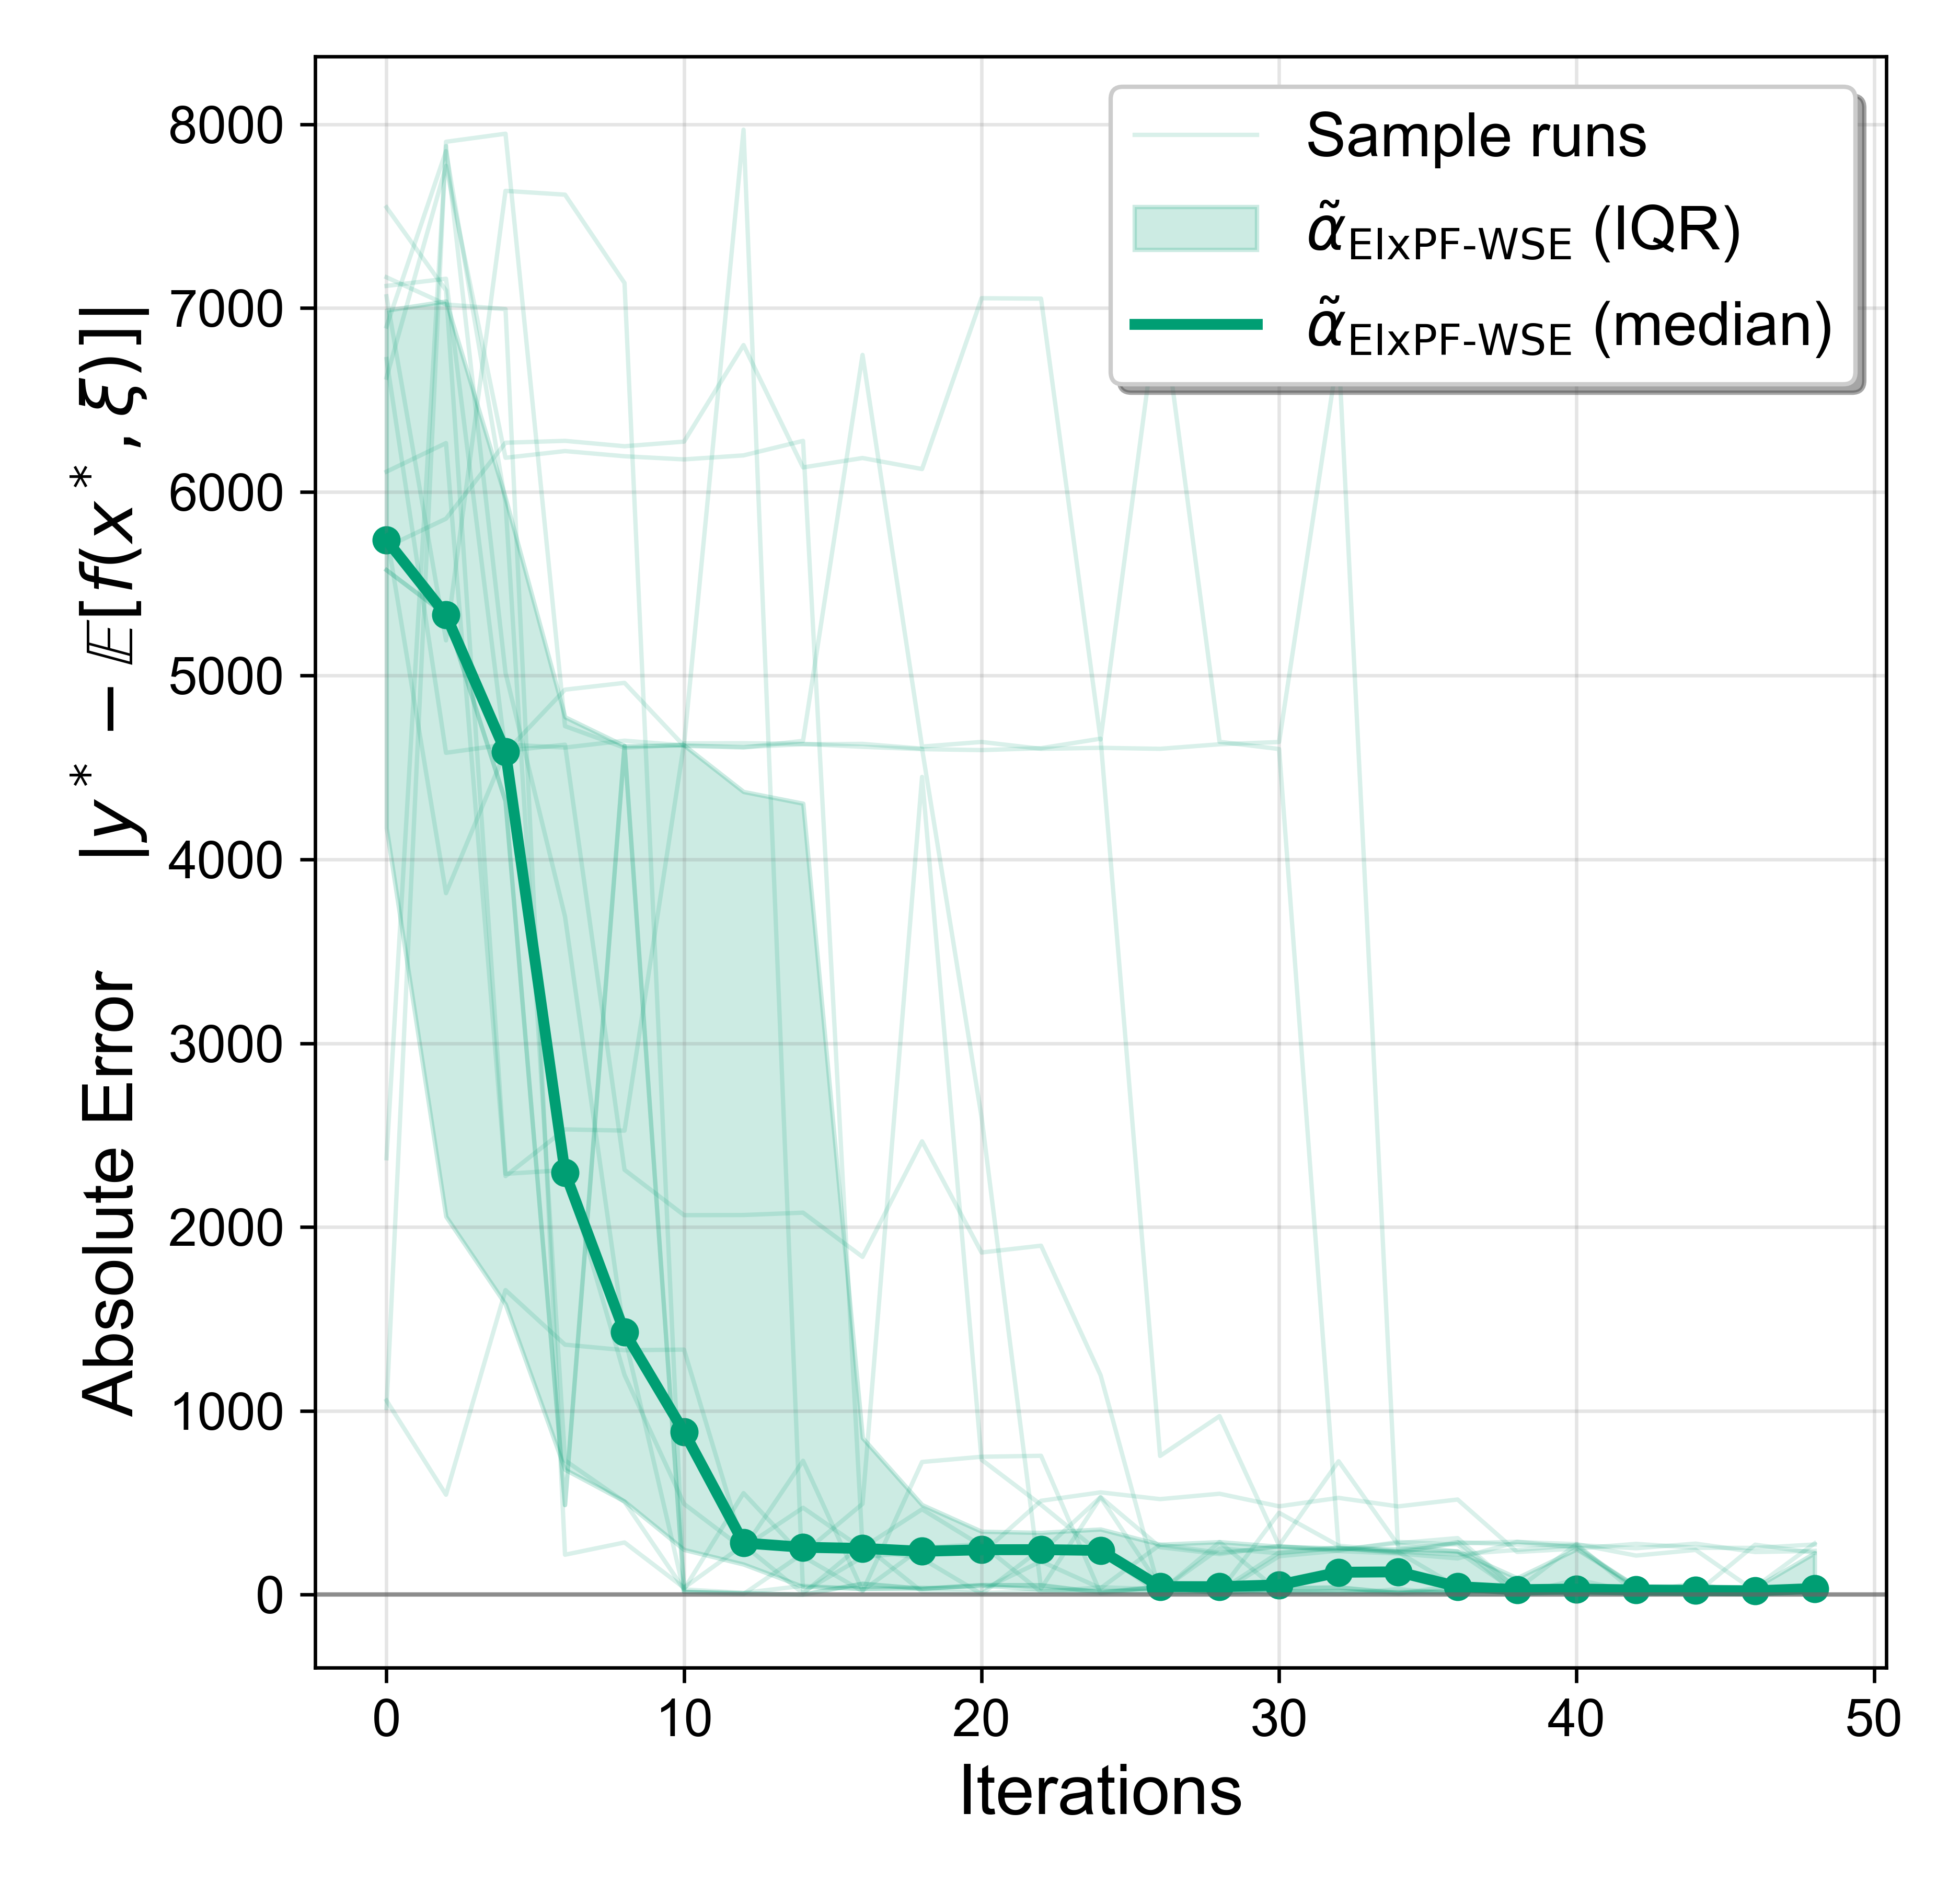 Sample runs
α̃EIxPF-WSE (IQR)
α̃EIxPF-WSE (median)
Absolute Error |y* − 𝔼[f(x*, ξ)]|
8000
7000
6000
5000
4000
3000
2000
1000
0
0 10 20 30 40 50
Iterations